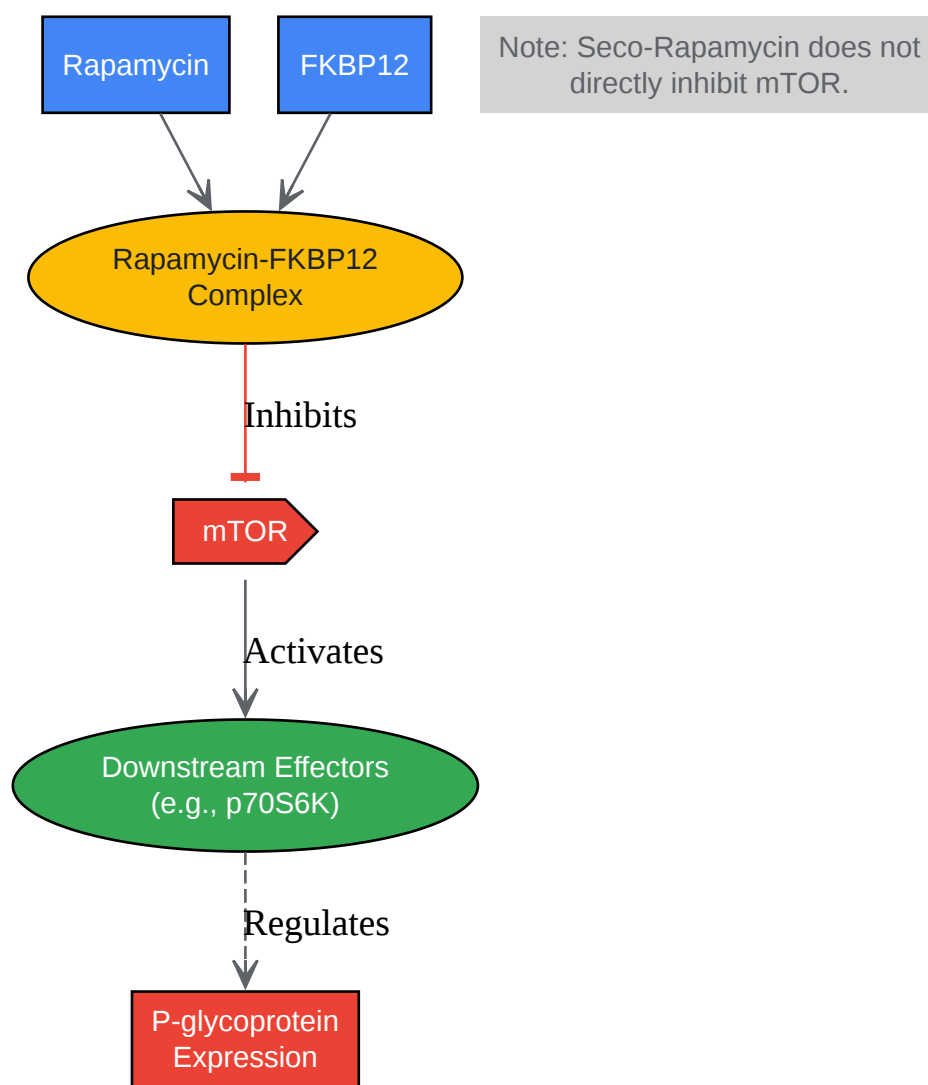 Rapamycin
FKBP12
Note: Seco-Rapamycin does not
directly inhibit mTOR.
Rapamycin-FKBP12
Complex
Inhibits
mTOR
Activates
Downstream Effectors
(e.g., p70S6K)
Regulates
P-glycoprotein
Expression